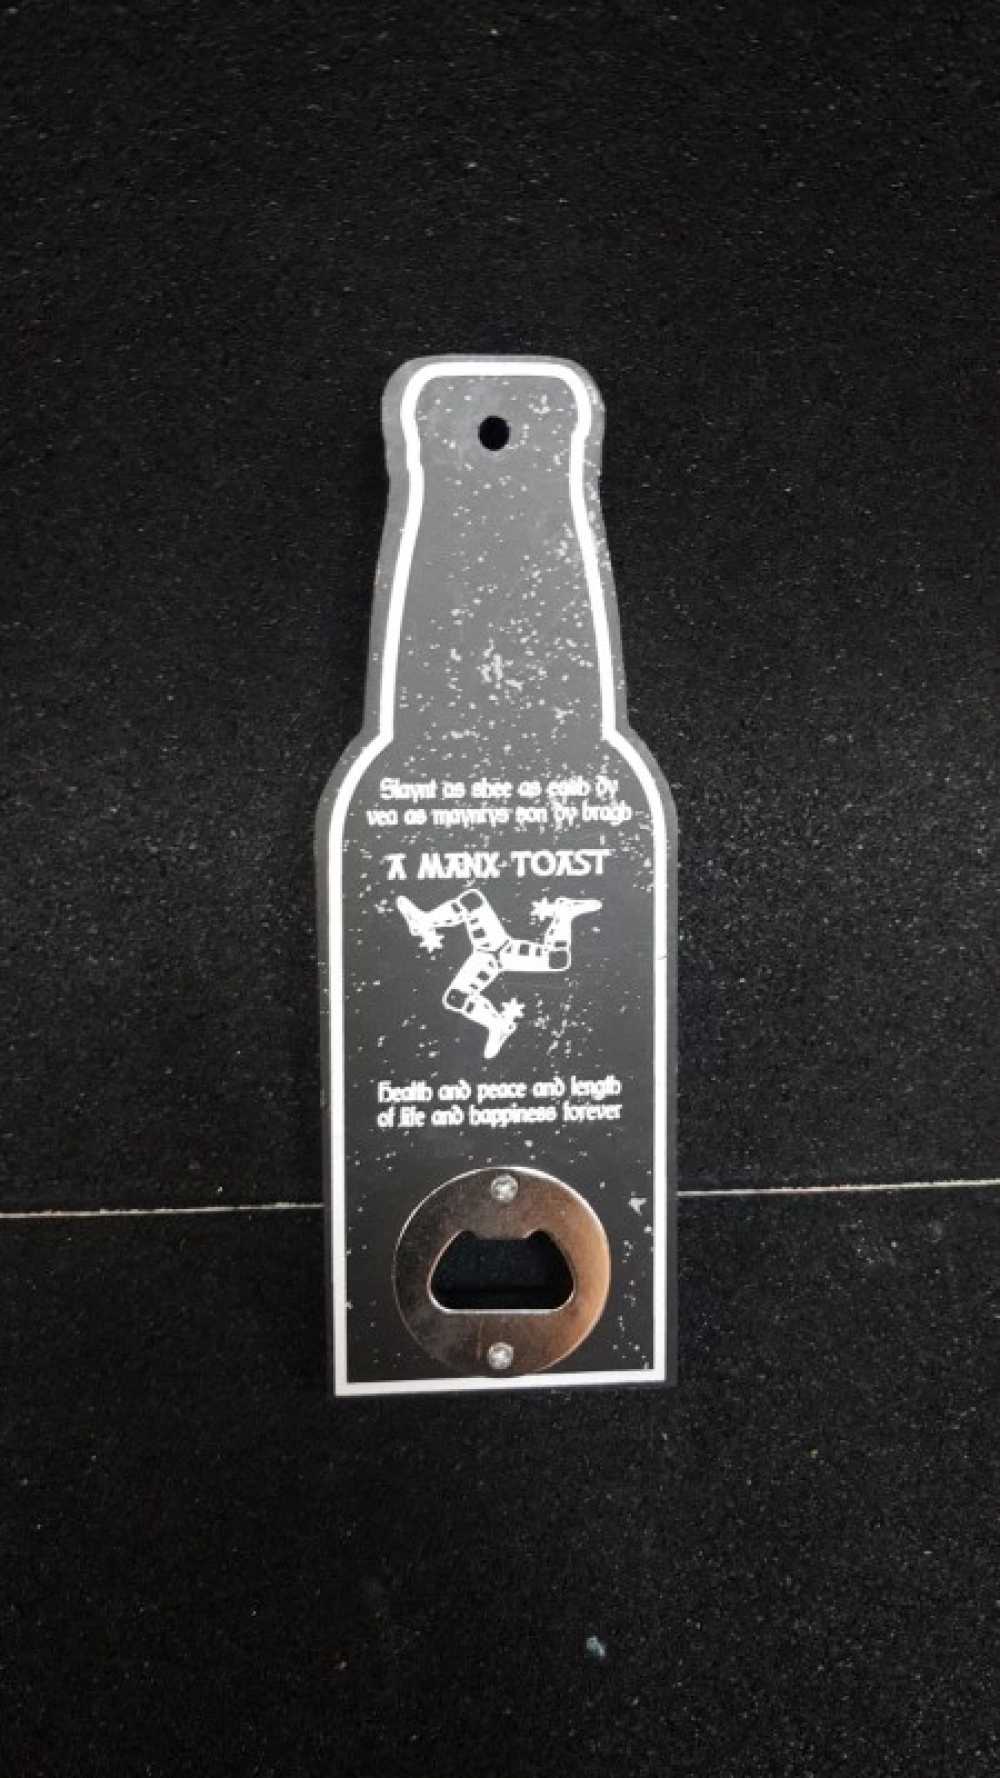 Slaynt as shee as eash dy
vea as maynrys son dy bragh
A MANX TOAST
Health and peace and length
of life and happiness forever